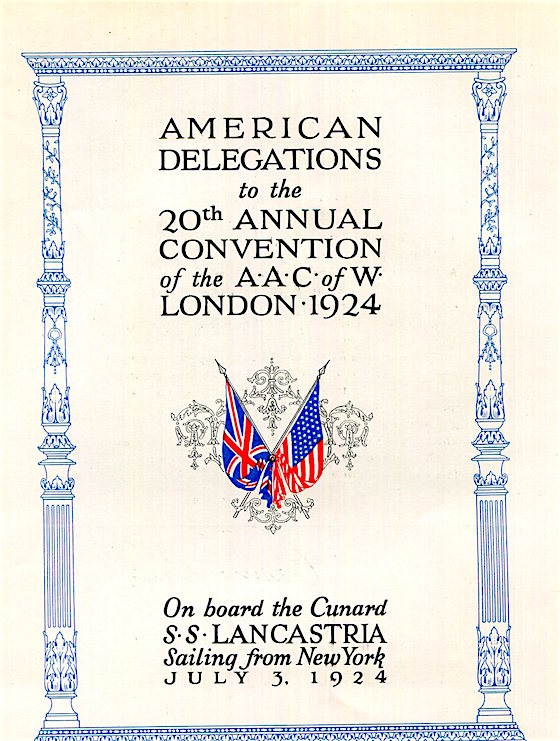 AMERICAN
DELEGATIONS
to the
20th ANNUAL
CONVENTION
of the A·A·C·of W·
LONDON·1924
On board the Cunard
S·S·LANCASTRIA
Sailing from New York
JULY 3, 1924